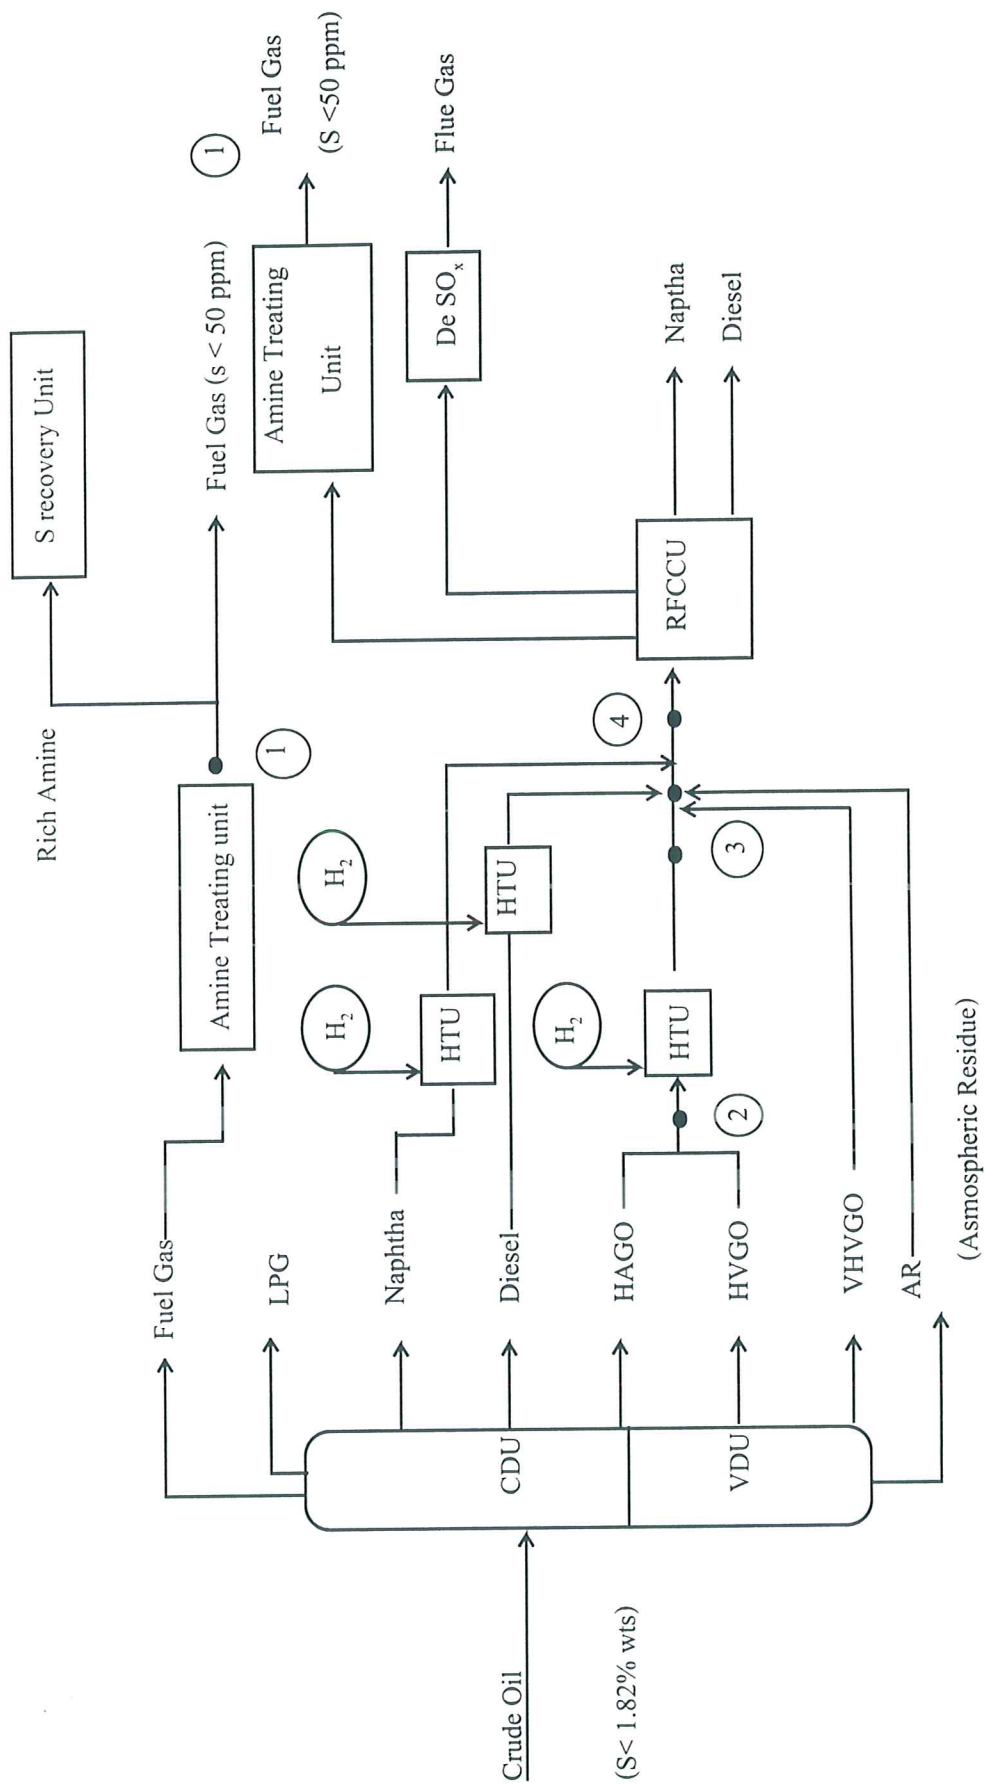 Crude Oil
(S< 1.82% wts)
CDU
VDU
Fuel Gas
LPG
Naphtha
Diesel
HAGO
HVGO
VHVGO
AR
(Asmospheric Residue)
Amine Treating unit
1
Rich Amine
S recovery Unit
Fuel Gas (s < 50 ppm)
1
H2
HTU
H2
HTU
H2
HTU
2
3
4
RFCCU
Amine Treating
Unit
Fuel Gas
(S <50 ppm)
De SOx
Flue Gas
Naptha
Diesel